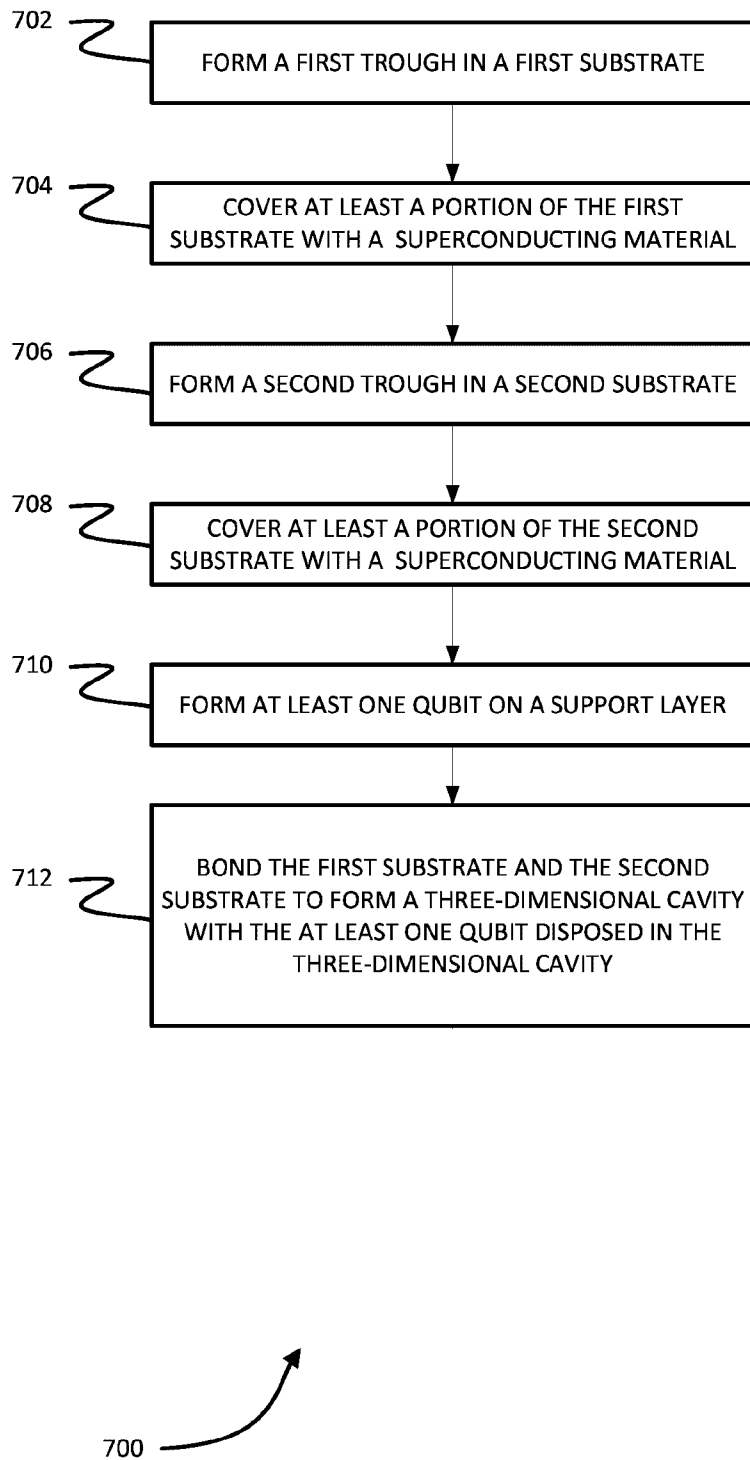 702
FORM A FIRST TROUGH IN A FIRST SUBSTRATE
704
COVER AT LEAST A PORTION OF THE FIRST
SUBSTRATE WITH A SUPERCONDUCTING MATERIAL
706
FORM A SECOND TROUGH IN A SECOND SUBSTRATE
708
COVER AT LEAST A PORTION OF THE SECOND
SUBSTRATE WITH A SUPERCONDUCTING MATERIAL
710
FORM AT LEAST ONE QUBIT ON A SUPPORT LAYER
712
BOND THE FIRST SUBSTRATE AND THE SECOND
SUBSTRATE TO FORM A THREE-DIMENSIONAL CAVITY
WITH THE AT LEAST ONE QUBIT DISPOSED IN THE
THREE-DIMENSIONAL CAVITY
700